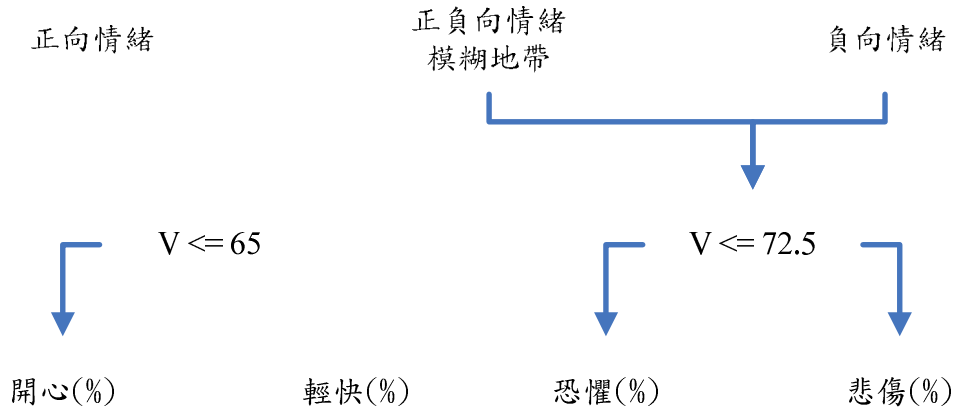 正向情緒
正負向情緒
模糊地帶
負向情緒
V <= 65
V <= 72.5
開心(%)
輕快(%)
恐懼(%)
悲傷(%)